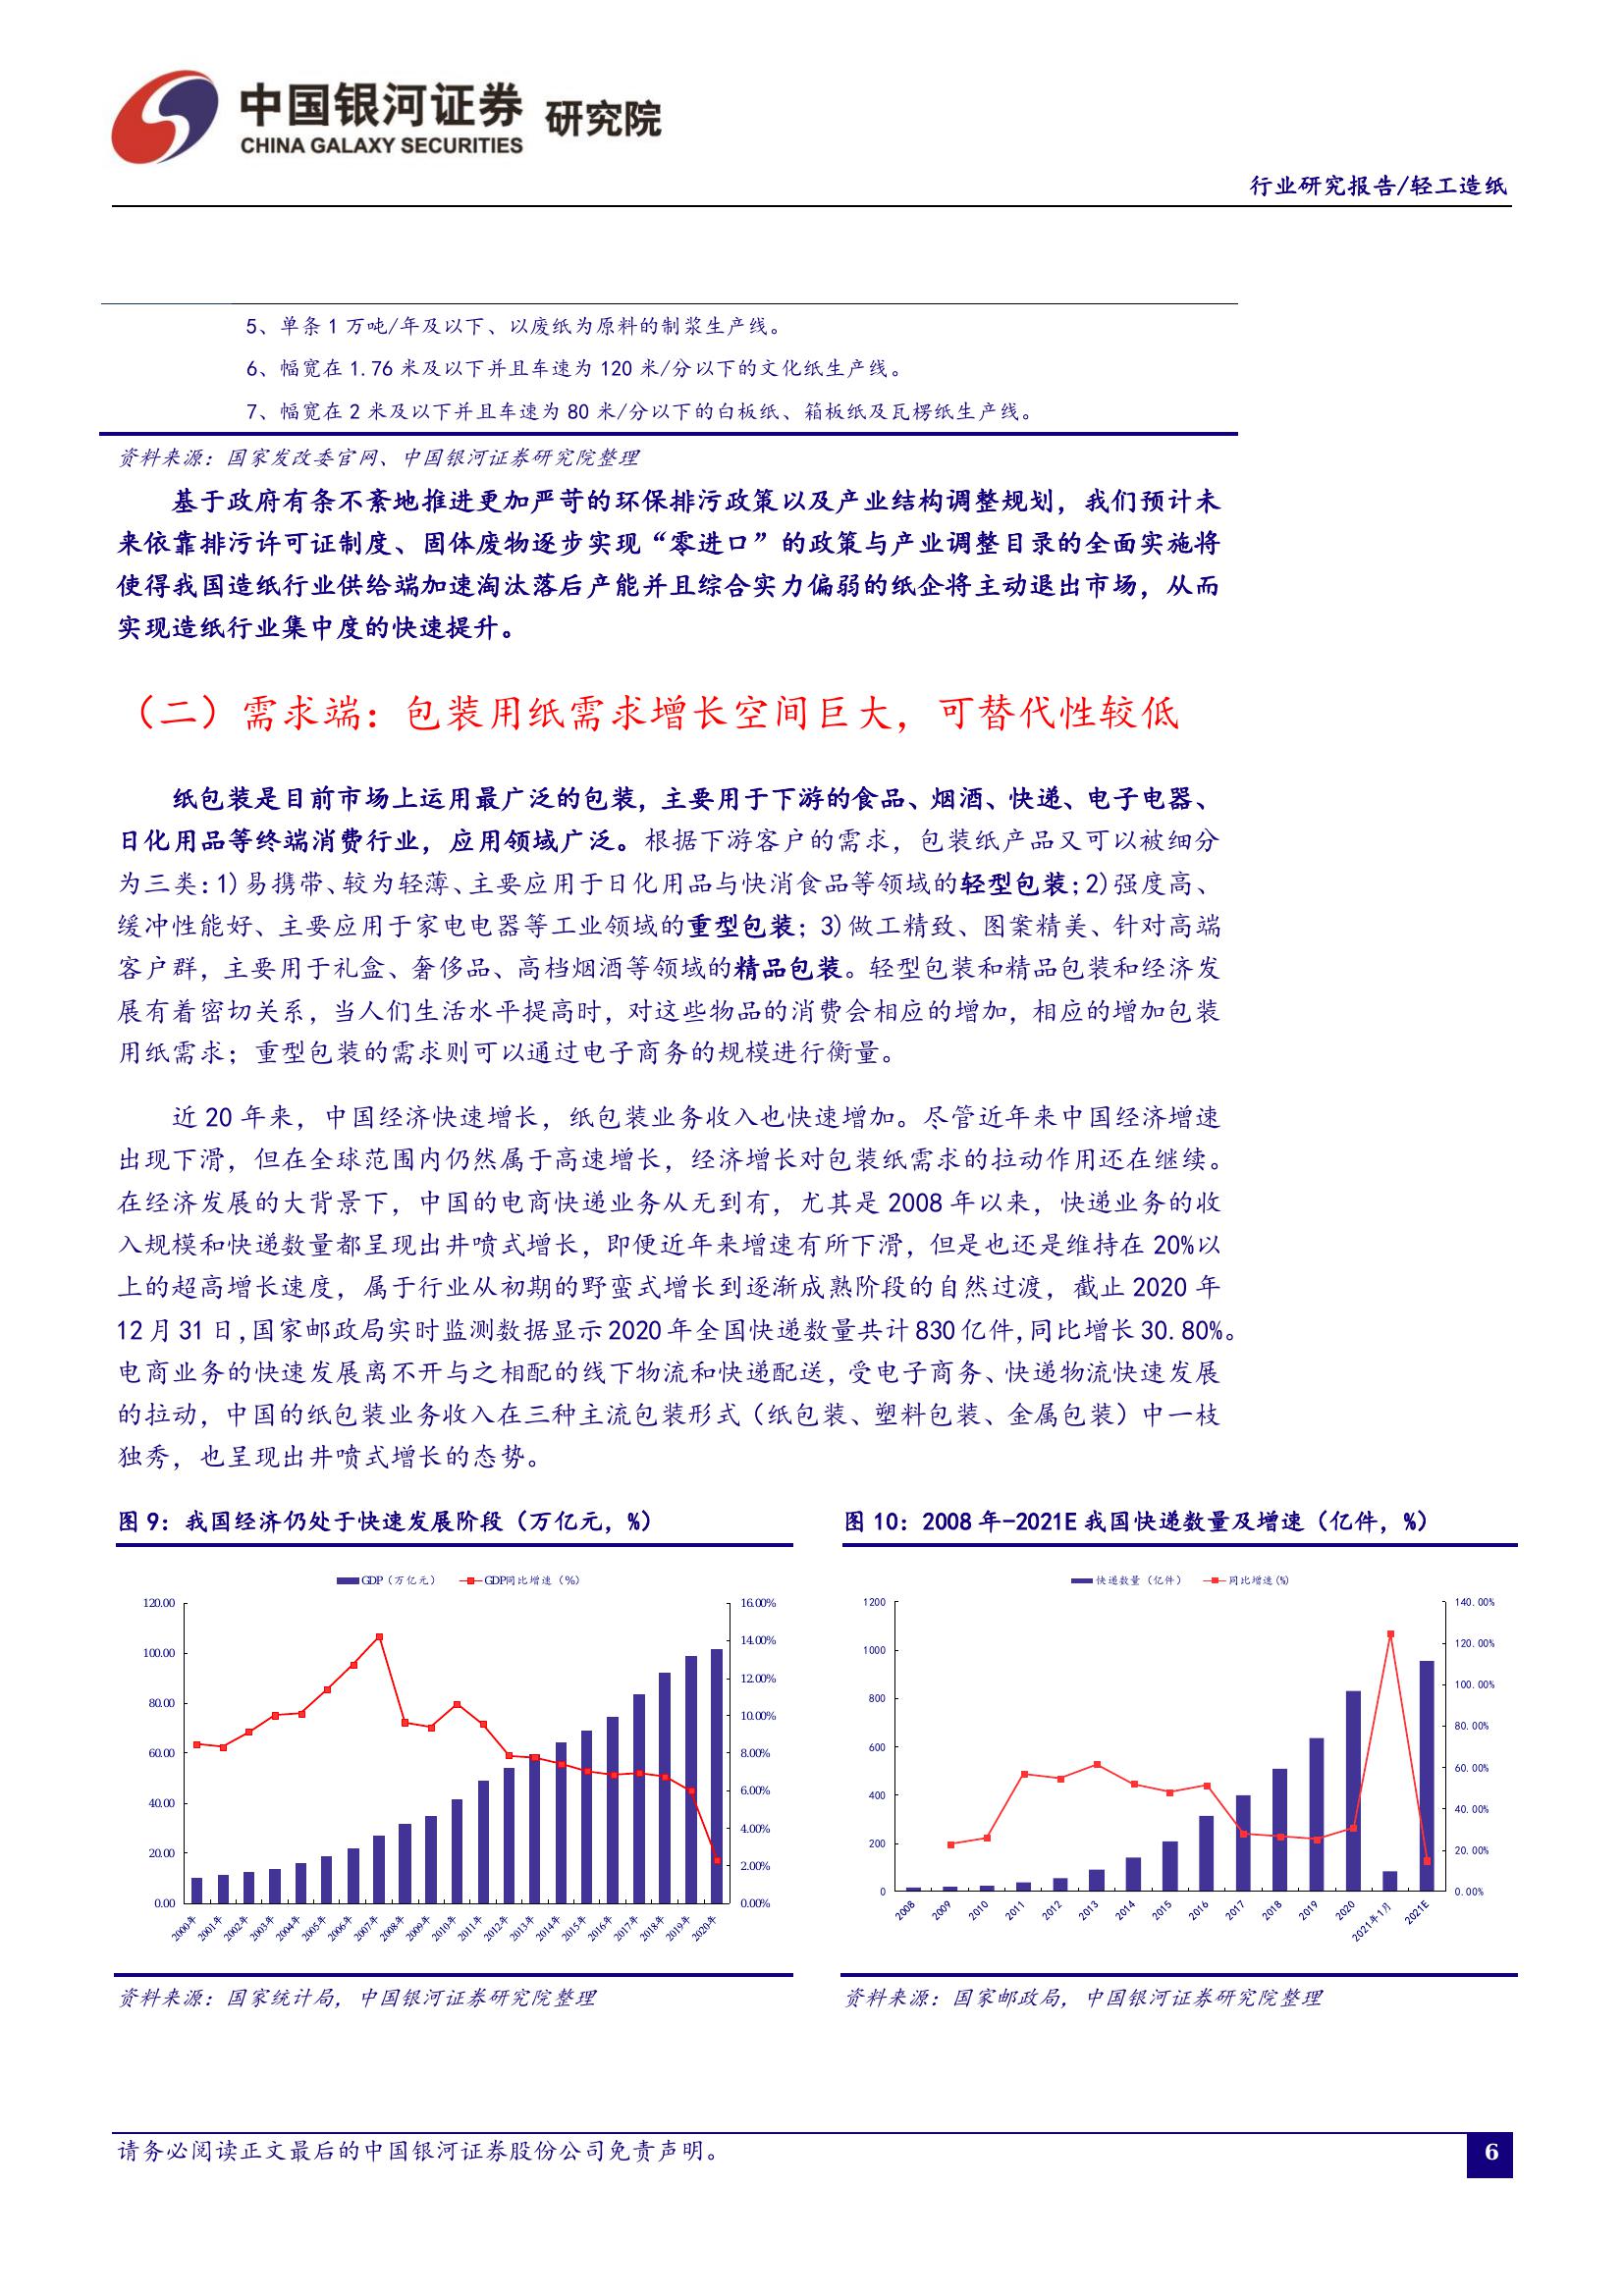 中国银河证券 研究院
CHINA GALAXY SECURITIES
行业研究报告/轻工造纸
5、单条 1 万吨/年及以下、以废纸为原料的制浆生产线。
6、幅宽在 1.76 米及以下并且车速为 120 米/分以下的文化纸生产线。
7、幅宽在 2 米及以下并且车速为 80 米/分以下的白板纸、箱板纸及瓦楞纸生产线。
资料来源：国家发改委官网、中国银河证券研究院整理
基于政府有条不紊地推进更加严苛的环保排污政策以及产业结构调整规划，我们预计未
来依靠排污许可证制度、固体废物逐步实现“零进口”的政策与产业调整目录的全面实施将
使得我国造纸行业供给端加速淘汰落后产能并且综合实力偏弱的纸企将主动退出市场，从而
实现造纸行业集中度的快速提升。
（二）需求端：包装用纸需求增长空间巨大，可替代性较低
纸包装是目前市场上运用最广泛的包装，主要用于下游的食品、烟酒、快递、电子电器、
日化用品等终端消费行业，应用领域广泛。根据下游客户的需求，包装纸产品又可以被细分
为三类：1)易携带、较为轻薄、主要应用于日化用品与快消食品等领域的轻型包装；2)强度高、
缓冲性能好、主要应用于家电电器等工业领域的重型包装；3)做工精致、图案精美、针对高端
客户群，主要用于礼盒、奢侈品、高档烟酒等领域的精品包装。轻型包装和精品包装和经济发
展有着密切关系，当人们生活水平提高时，对这些物品的消费会相应的增加，相应的增加包装
用纸需求；重型包装的需求则可以通过电子商务的规模进行衡量。
近 20 年来，中国经济快速增长，纸包装业务收入也快速增加。尽管近年来中国经济增速
出现下滑，但在全球范围内仍然属于高速增长，经济增长对包装纸需求的拉动作用还在继续。
在经济发展的大背景下，中国的电商快递业务从无到有，尤其是 2008 年以来，快递业务的收
入规模和快递数量都呈现出井喷式增长，即便近年来增速有所下滑，但是也还是维持在 20%以
上的超高增长速度，属于行业从初期的野蛮式增长到逐渐成熟阶段的自然过渡，截止 2020 年
12 月 31 日，国家邮政局实时监测数据显示 2020 年全国快递数量共计 830 亿件，同比增长 30.80%。
电商业务的快速发展离不开与之相配的线下物流和快递配送，受电子商务、快递物流快速发展
的拉动，中国的纸包装业务收入在三种主流包装形式（纸包装、塑料包装、金属包装）中一枝
独秀，也呈现出井喷式增长的态势。
图 9：我国经济仍处于快速发展阶段（万亿元，%）
GDP（万亿元） GDP同比增速（%）
120.00
100.00
80.00
60.00
40.00
20.00
0.00
16.00%
14.00%
12.00%
10.00%
8.00%
6.00%
4.00%
2.00%
0.00%
2000年 2001年 2002年 2003年 2004年 2005年 2006年 2007年 2008年 2009年 2010年 2011年 2012年 2013年 2014年 2015年 2016年 2017年 2018年 2019年 2020年
资料来源：国家统计局，中国银河证券研究院整理
图 10：2008 年-2021E 我国快递数量及增速（亿件，%）
快递数量（亿件） 同比增速(%)
1200
1000
800
600
400
200
0
140.00%
120.00%
100.00%
80.00%
60.00%
40.00%
20.00%
0.00%
2008 2009 2010 2011 2012 2013 2014 2015 2016 2017 2018 2019 2020 2021年1月 2021E
资料来源：国家邮政局，中国银河证券研究院整理
请务必阅读正文最后的中国银河证券股份公司免责声明。
6